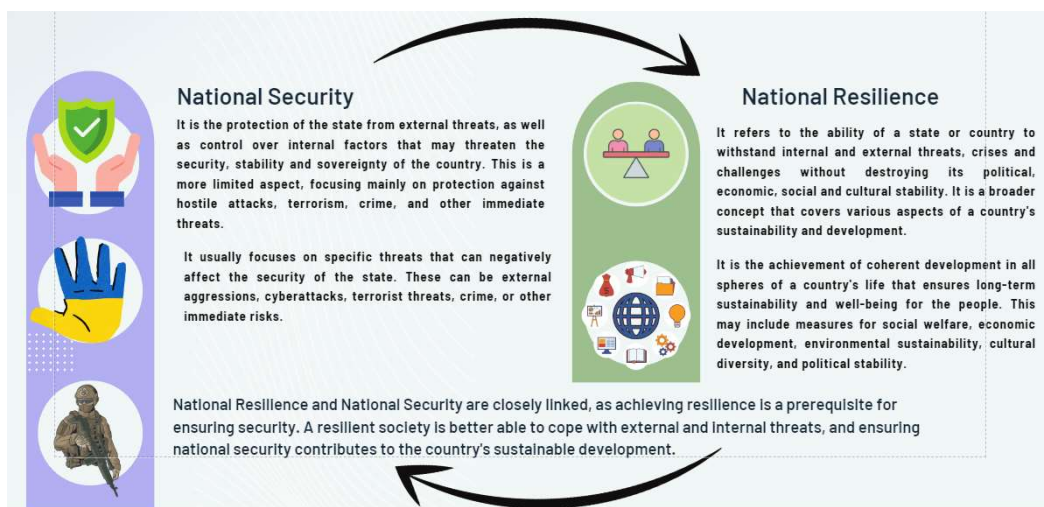 National Security
It is the protection of the state from external threats, as well
as control over internal factors that may threaten the
security, stability and sovereignty of the country. This is a
more limited aspect, focusing mainly on protection against
hostile attacks, terrorism, crime, and other immediate
threats.
It usually focuses on specific threats that can negatively
affect the security of the state. These can be external
aggressions, cyberattacks, terrorist threats, crime, or other
immediate risks.
National Resilience
It refers to the ability of a state or country to
withstand internal and external threats, crises and
challenges without destroying its political,
economic, social and cultural stability. It is a broader
concept that covers various aspects of a country's
sustainability and development.
It is the achievement of coherent development in all
spheres of a country's life that ensures long-term
sustainability and well-being for the people. This
may include measures for social welfare, economic
development, environmental sustainability, cultural
diversity, and political stability.
National Resilience and National Security are closely linked, as achieving resilience is a prerequisite for
ensuring security. A resilient society is better able to cope with external and internal threats, and ensuring
national security contributes to the country's sustainable development.